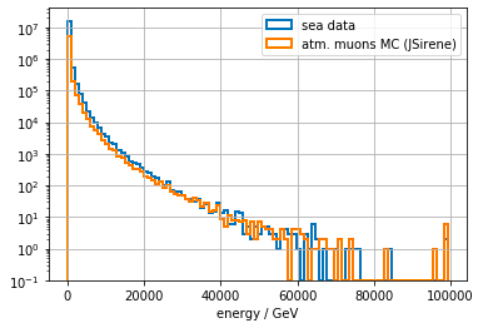 sea data
atm. muons MC (JSirene)
10⁷
10⁶
10⁵
10⁴
10³
10²
10¹
10⁰
10⁻¹
0 20000 40000 60000 80000 100000
energy / GeV